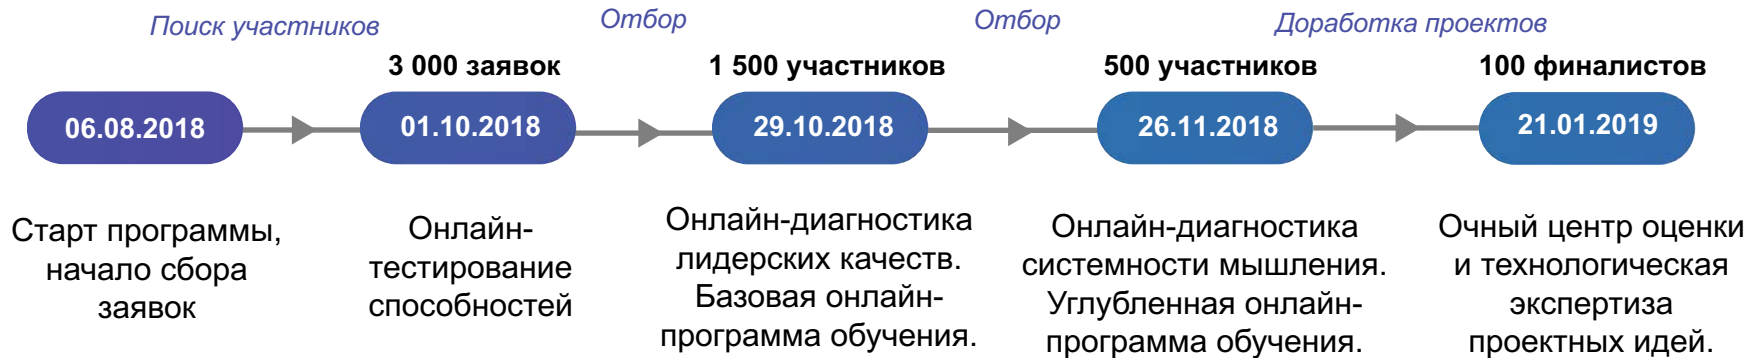 Поиск участников
Отбор
Отбор
Доработка проектов
3 000 заявок
1 500 участников
500 участников
100 финалистов
06.08.2018
01.10.2018
29.10.2018
26.11.2018
21.01.2019
Старт программы,
начало сбора
заявок
Онлайн-
тестирование
способностей
Онлайн-диагностика
лидерских качеств.
Базовая онлайн-
программа обучения.
Онлайн-диагностика
системности мышления.
Углубленная онлайн-
программа обучения.
Очный центр оценки
и технологическая
экспертиза
проектных идей.